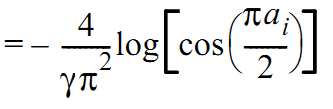 = − 4/(γπ²) log[cos(πaᵢ/2)]